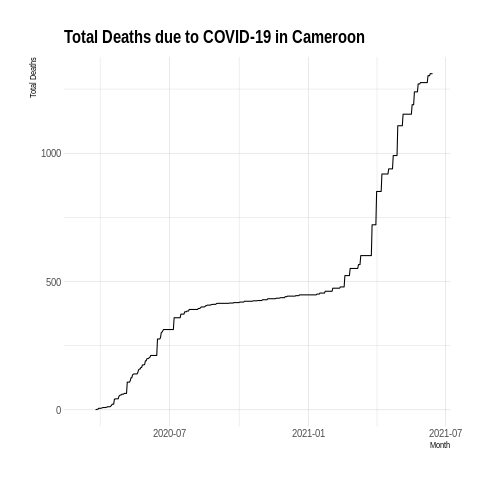 Total Deaths due to COVID-19 in Cameroon
Total Deaths
1000
500
0
2020-07
2021-01
2021-07
Month